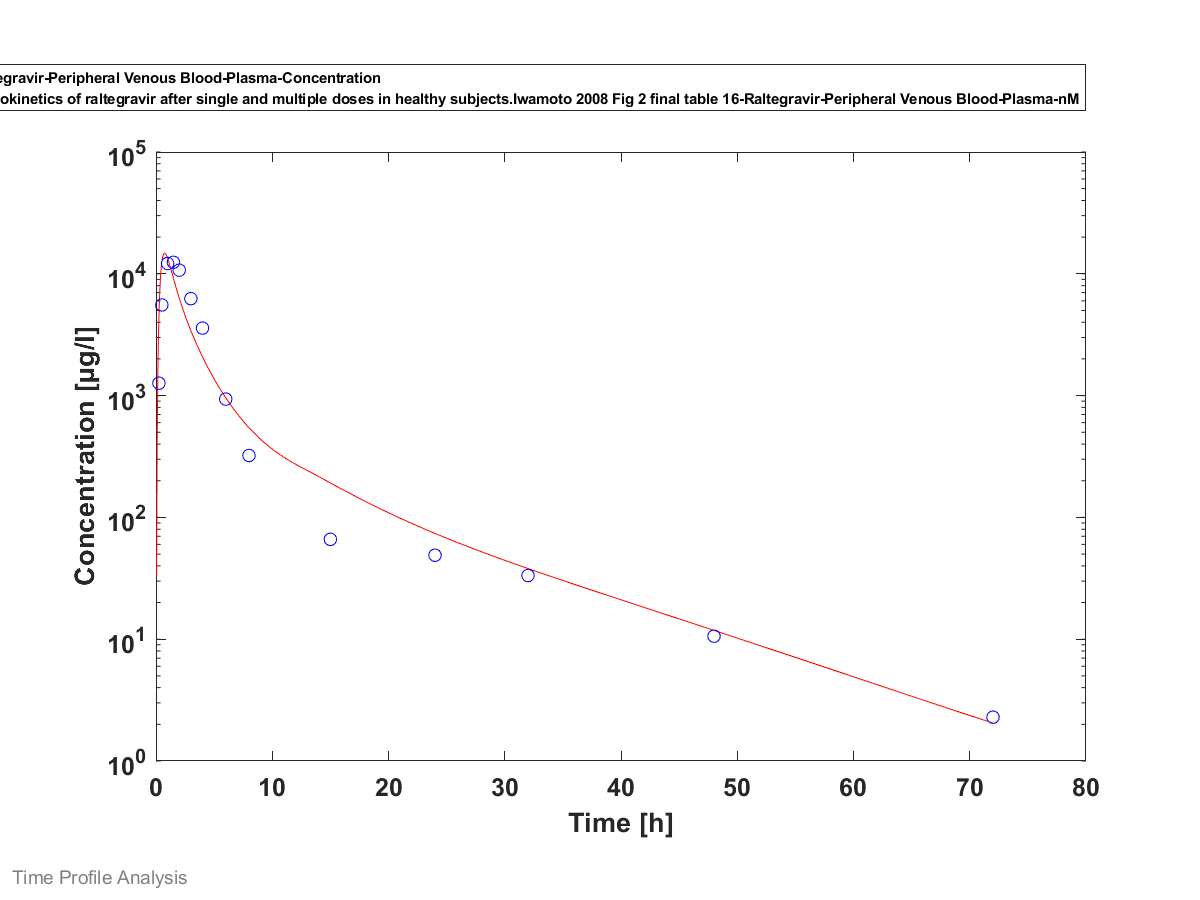 egravir-Peripheral Venous Blood-Plasma-Concentration
okinetics of raltegravir after single and multiple doses in healthy subjects.Iwamoto 2008 Fig 2 final table 16-Raltegravir-Peripheral Venous Blood-Plasma-nM
10^5
10^4
10^3
10^2
10^1
10^0
Concentration [µg/l]
0 10 20 30 40 50 60 70 80
Time [h]
Time Profile Analysis